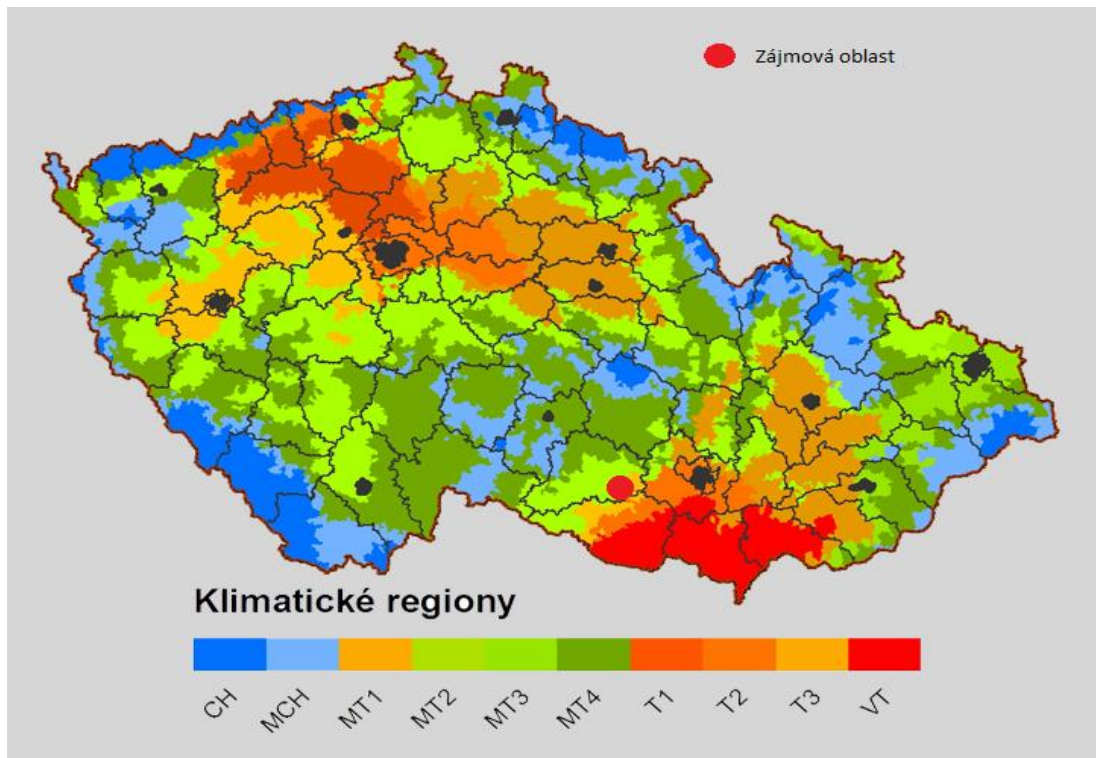 Zájmová oblast
Klimatické regiony
CH
MCH
MT1
MT2
MT3
MT4
T1
T2
T3
VT